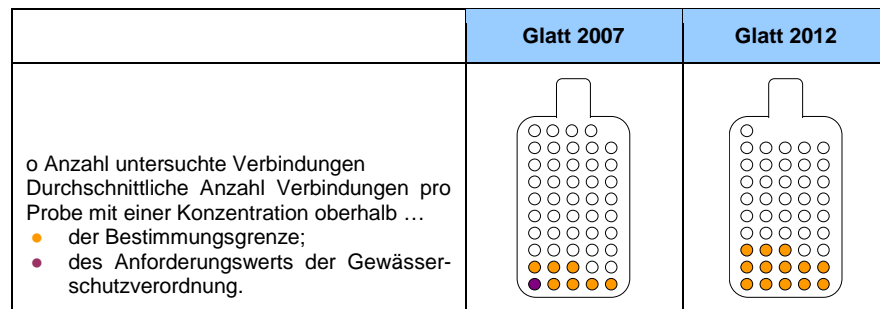 Glatt 2007 Glatt 2012
o Anzahl untersuchte Verbindungen
Durchschnittliche Anzahl Verbindungen pro
Probe mit einer Konzentration oberhalb …
● der Bestimmungsgrenze;
● des Anforderungswerts der Gewässer-
schutzverordnung.